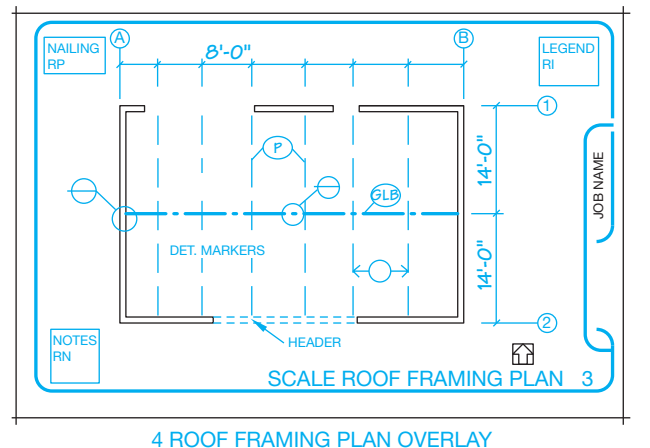 A
B
8'-0"
NAILING
RP
LEGEND
RI
1
P
14'-0"
GLB
JOB NAME
DET. MARKERS
14'-0"
2
NOTES
RN
HEADER
SCALE ROOF FRAMING PLAN 3
4 ROOF FRAMING PLAN OVERLAY